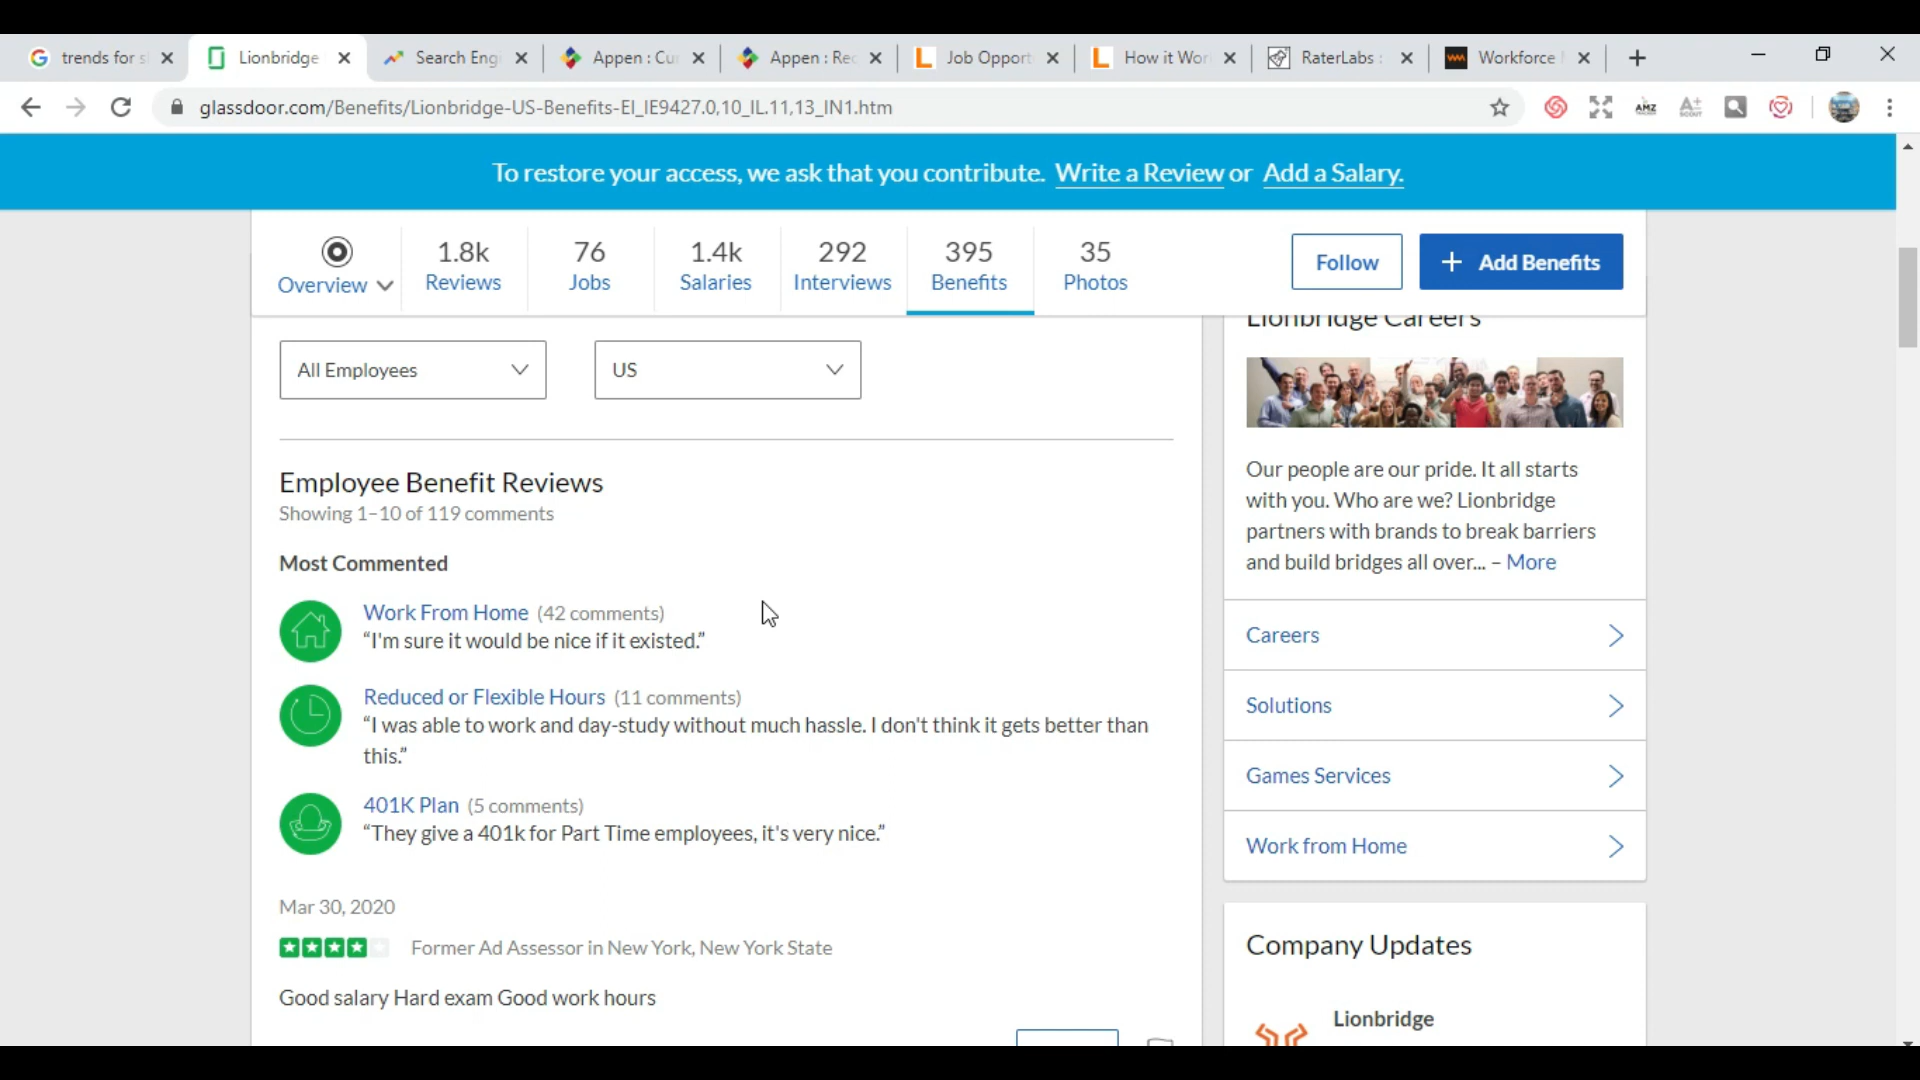 trends for s
Lionbridge
Search Eng
Appen : Cu
Appen : Rec
Job Opport
How it Wor
RaterLabs :
Workforce
glassdoor.com/Benefits/Lionbridge-US-Benefits-EI_IE9427.0,10_IL.11,13_IN1.htm
To restore your access, we ask that you contribute. Write a Review or Add a Salary.
Overview
1.8k
Reviews
76
Jobs
1.4k
Salaries
292
Interviews
395
Benefits
35
Photos
Follow
+ Add Benefits
All Employees
US
Employee Benefit Reviews
Showing 1–10 of 119 comments
Most Commented
Work From Home (42 comments)
“I'm sure it would be nice if it existed.”
Reduced or Flexible Hours (11 comments)
“I was able to work and day-study without much hassle. I don't think it gets better than
this.”
401K Plan (5 comments)
“They give a 401k for Part Time employees, it's very nice.”
Mar 30, 2020
Former Ad Assessor in New York, New York State
Good salary Hard exam Good work hours
Lionbridge Careers
Our people are our pride. It all starts
with you. Who are we? Lionbridge
partners with brands to break barriers
and build bridges all over... – More
Careers
Solutions
Games Services
Work from Home
Company Updates
Lionbridge